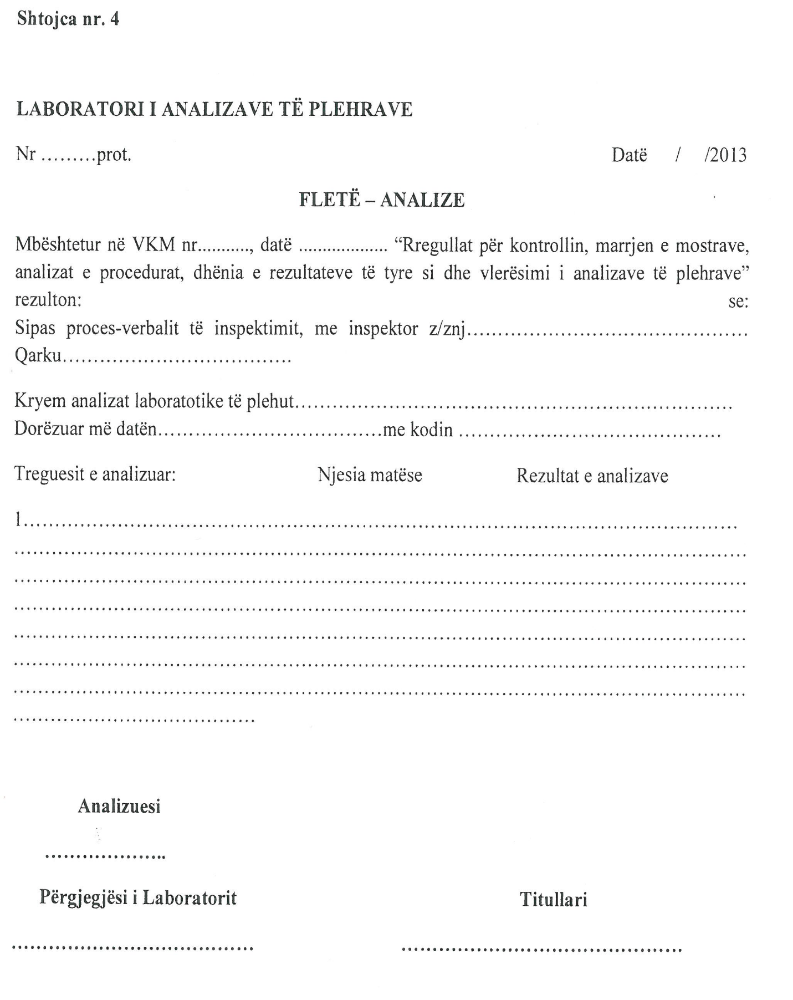 Shtojca nr. 4
LABORATORI I ANALIZAVE TË PLEHRAVE
Nr .........prot. Datë / /2013
FLETË – ANALIZE
Mbështetur në VKM nr..........., datë ................... “Rregullat për kontrollin, marrjen e mostrave,
analizat e procedurat, dhënia e rezultateve të tyre si dhe vlerësimi i analizave të plehrave”
rezulton: se:
Sipas proces-verbalit të inspektimit, me inspektor z/znj.............................................
Qarku.....................................
Kryem analizat laboratotike të plehut......................................................................
Dorëzuar më datën....................................me kodin ..........................................
Treguesit e analizuar: Njesia matëse Rezultat e analizave
1...................................................................................................................
......................................................................................................................
......................................................................................................................
......................................................................................................................
......................................................................................................................
......................................................................................................................
......................................................................................................................
.......................................
Analizuesi
...................
Përgjegjësi i Laboratorit Titullari
....................................... .............................................